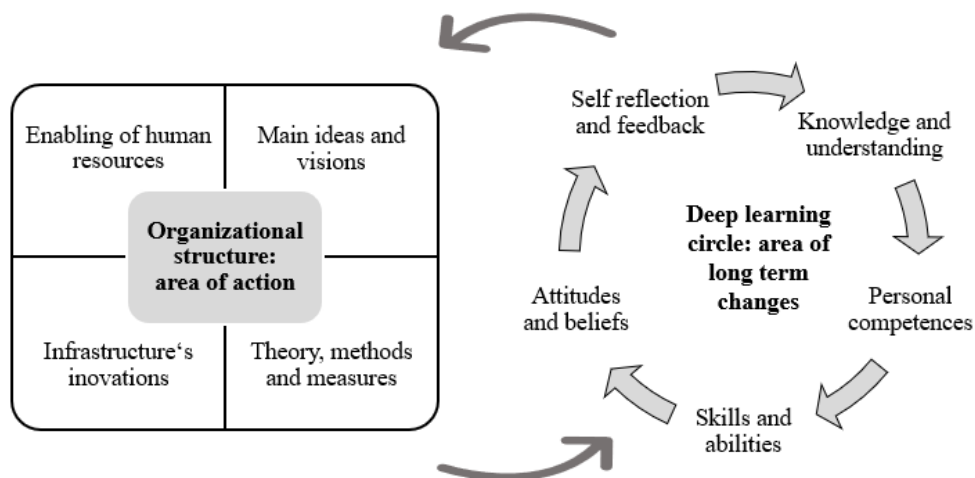 Enabling of human
resources
Main ideas and
visions
Organizational
structure:
area of action
Infrastructure‘s
inovations
Theory, methods
and measures
Self reflection
and feedback
Knowledge and
understanding
Deep learning
circle: area of
long term
changes
Attitudes
and beliefs
Personal
competences
Skills and
abilities